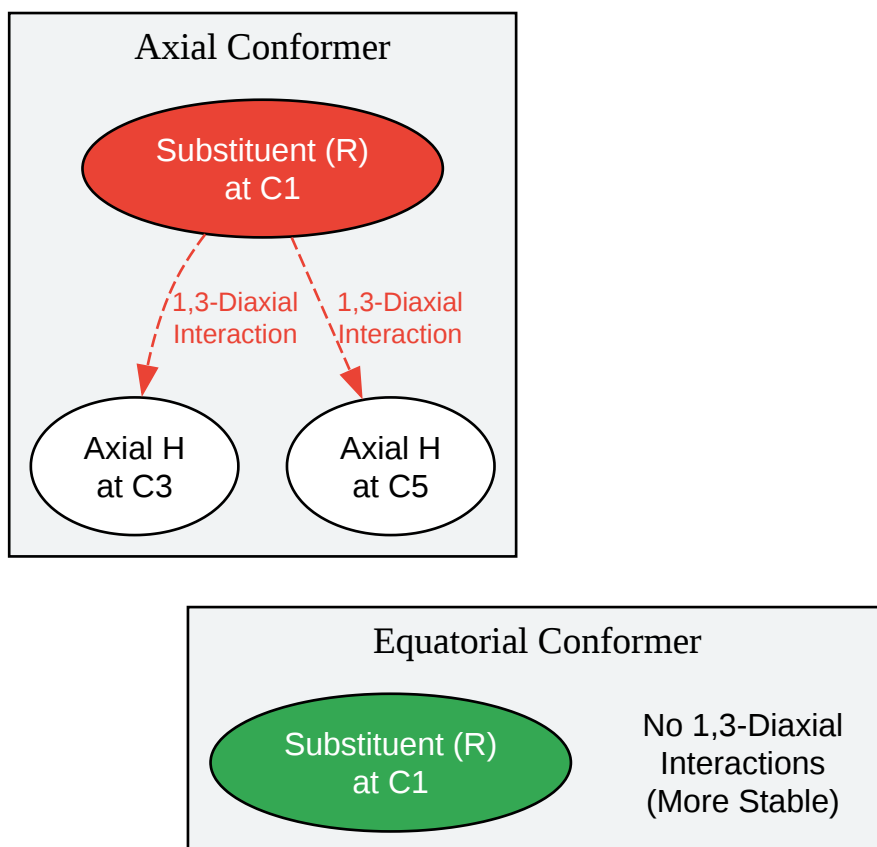 Axial Conformer
Substituent (R)
at C1
1,3-Diaxial
Interaction
1,3-Diaxial
Interaction
Axial H
at C3
Axial H
at C5
Equatorial Conformer
Substituent (R)
at C1
No 1,3-Diaxial
Interactions
(More Stable)